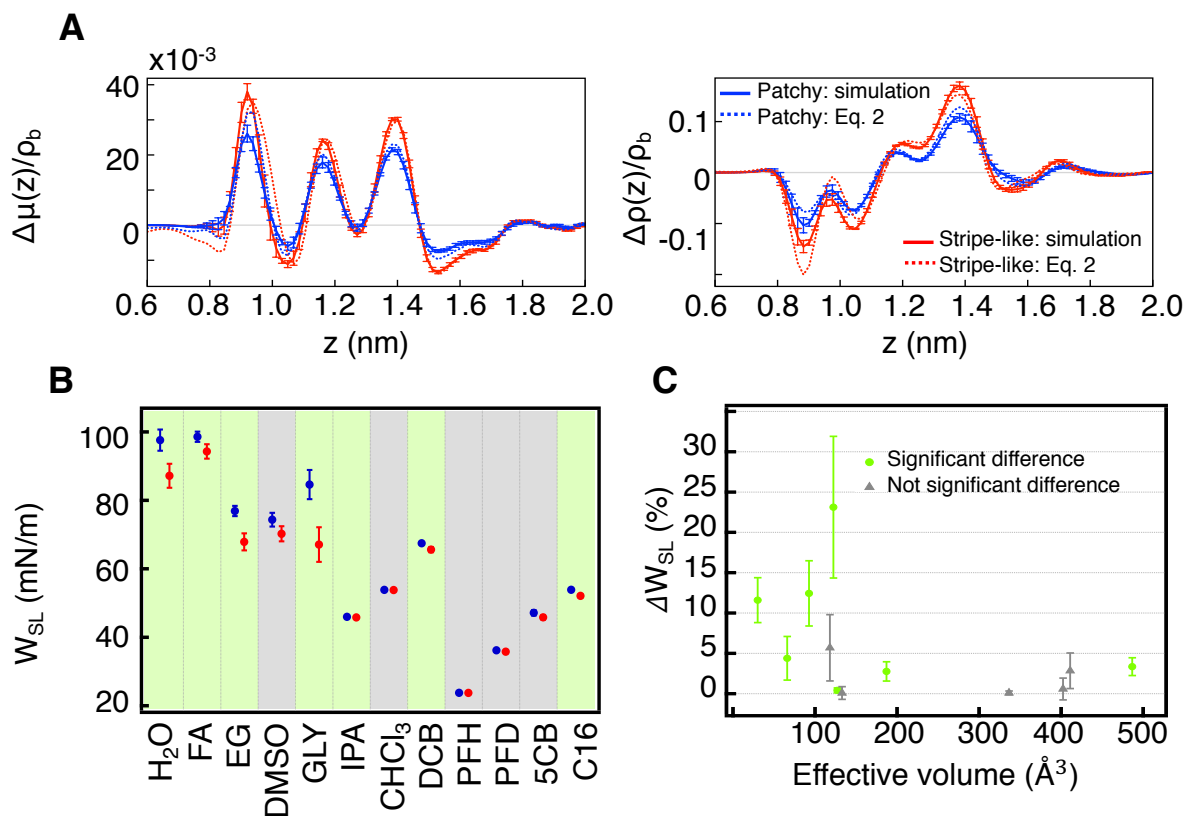 A
x10⁻³
40
20
0
Δμ(z)/ρb
0.6 0.8 1.0 1.2 1.4 1.6 1.8 2.0
z (nm)
Patchy: simulation
Patchy: Eq. 2
0.1
0
-0.1
Δρ(z)/ρb
Stripe-like: simulation
Stripe-like: Eq. 2
0.6 0.8 1.0 1.2 1.4 1.6 1.8 2.0
z (nm)
B
100
80
60
40
20
W_SL (mN/m)
H₂O
FA
EG
DMSO
GLY
IPA
CHCl₃
DCB
PFH
PFD
5CB
C16
C
30
25
20
15
10
5
0
ΔW_SL (%)
Significant difference
Not significant difference
100 200 300 400 500
Effective volume (Å³)